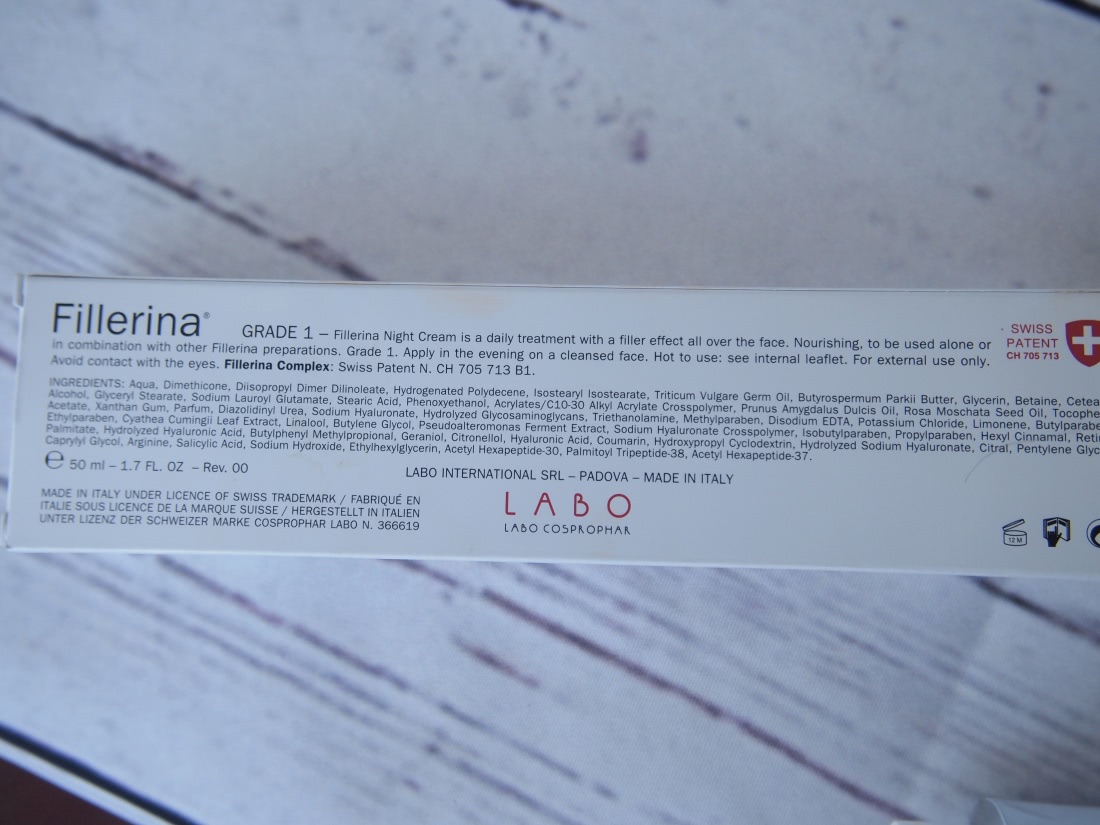 Fillerina®
GRADE 1 – Fillerina Night Cream is a daily treatment with a filler effect all over the face. Nourishing, to be used alone or
in combination with other Fillerina preparations. Grade 1. Apply in the evening on a cleansed face. Hot to use: see internal leaflet. For external use only.
Avoid contact with the eyes. Fillerina Complex: Swiss Patent N. CH 705 713 B1.
SWISS
PATENT
CH 705 713
INGREDIENTS: Aqua, Dimethicone, Diisopropyl Dimer Dilinoleate, Hydrogenated Polydecene, Isostearyl Isostearate, Triticum Vulgare Germ Oil, Butyrospermum Parkii Butter, Glycerin, Betaine, Cetea
Alcohol, Glyceryl Stearate, Sodium Lauroyl Glutamate, Stearic Acid, Phenoxyethanol, Acrylates/C10-30 Alkyl Acrylate Crosspolymer, Prunus Amygdalus Dulcis Oil, Rosa Moschata Seed Oil, Tocophe
Acetate, Xanthan Gum, Parfum, Diazolidinyl Urea, Sodium Hyaluronate, Hydrolyzed Glycosaminoglycans, Triethanolamine, Methylparaben, Disodium EDTA, Potassium Chloride, Limonene, Butylparabe
Ethylparaben, Cyathea Cumingii Leaf Extract, Linalool, Butylene Glycol, Pseudoalteromonas Ferment Extract, Sodium Hyaluronate Crosspolymer, Isobutylparaben, Propylparaben, Hexyl Cinnamal, Reti
Palmitate, Hydrolyzed Hyaluronic Acid, Butylphenyl Methylpropional, Geraniol, Citronellol, Hyaluronic Acid, Coumarin, Hydroxypropyl Cyclodextrin, Hydrolyzed Sodium Hyaluronate, Citral, Pentylene Glyc
Caprylyl Glycol, Arginine, Salicylic Acid, Sodium Hydroxide, Ethylhexylglycerin, Acetyl Hexapeptide-30, Palmitoyl Tripeptide-38, Acetyl Hexapeptide-37.
℮ 50 ml – 1.7 FL. OZ – Rev. 00
LABO INTERNATIONAL SRL – PADOVA – MADE IN ITALY
MADE IN ITALY UNDER LICENCE OF SWISS TRADEMARK / FABRIQUÉ EN
ITALIE SOUS LICENCE DE LA MARQUE SUISSE / HERGESTELLT IN ITALIEN
UNTER LIZENZ DER SCHWEIZER MARKE COSPROPHAR LABO N. 366619
LABO
LABO COSPROPHAR
12 M